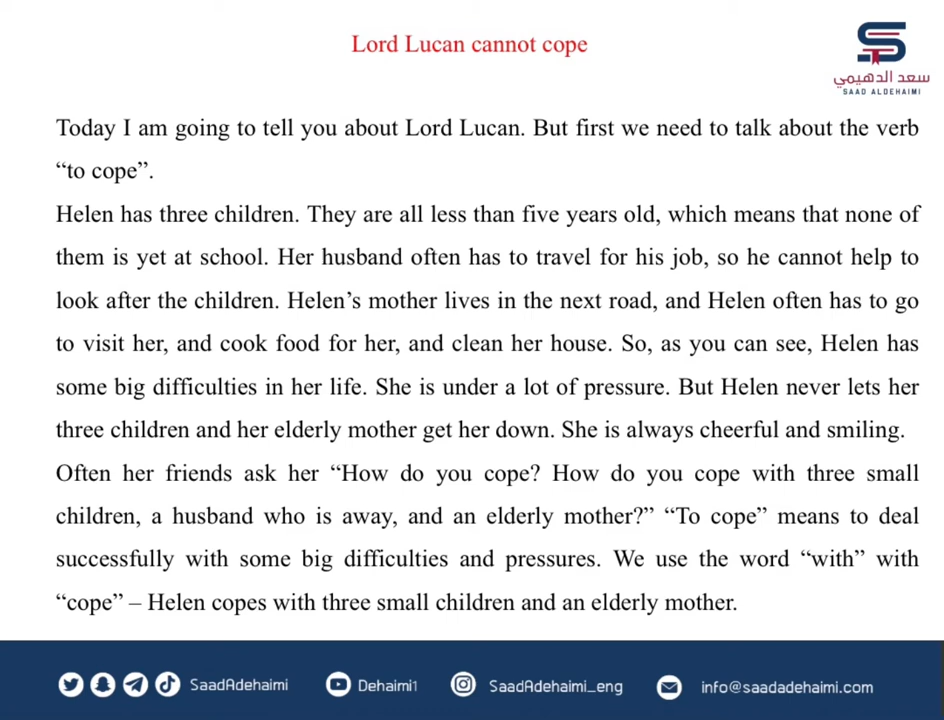 Lord Lucan cannot cope
سعد الدهيمي
SAAD ALDEHAIMI
Today I am going to tell you about Lord Lucan. But first we need to talk about the verb
“to cope”.
Helen has three children. They are all less than five years old, which means that none of
them is yet at school. Her husband often has to travel for his job, so he cannot help to
look after the children. Helen’s mother lives in the next road, and Helen often has to go
to visit her, and cook food for her, and clean her house. So, as you can see, Helen has
some big difficulties in her life. She is under a lot of pressure. But Helen never lets her
three children and her elderly mother get her down. She is always cheerful and smiling.
Often her friends ask her “How do you cope? How do you cope with three small
children, a husband who is away, and an elderly mother?” “To cope” means to deal
successfully with some big difficulties and pressures. We use the word “with” with
“cope” – Helen copes with three small children and an elderly mother.
SaadAdehaimi Dehaimi1 SaadAdehaimi_eng info@saadadehaimi.com